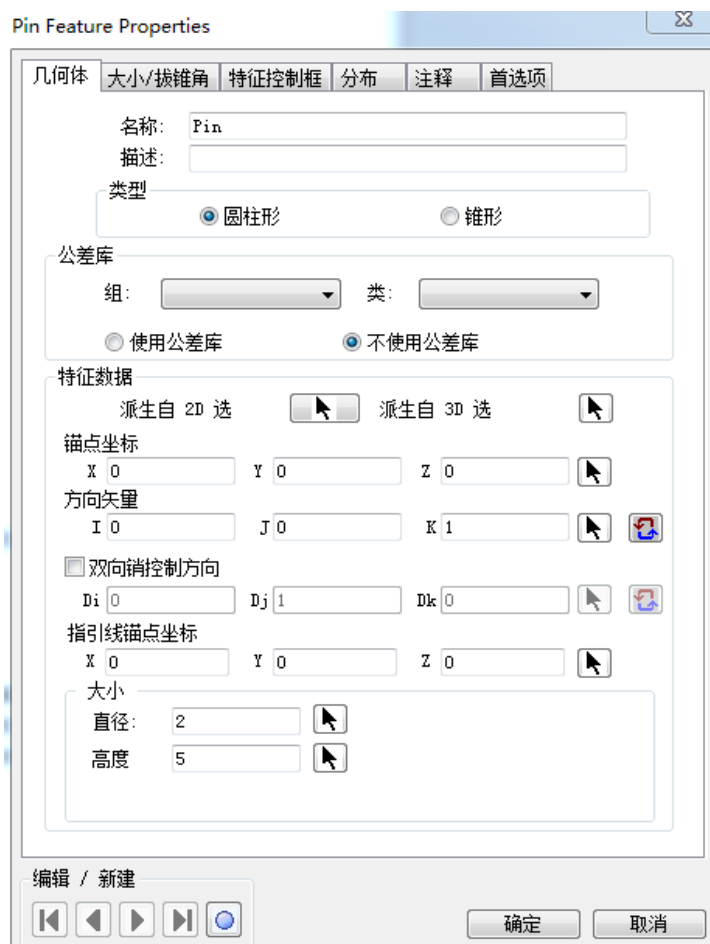 Pin Feature Properties
几何体 大小/拔锥角 特征控制框 分布 注释 首选项
名称: Pin
描述:
类型
圆柱形 锥形
公差库
组: 类:
使用公差库 不使用公差库
特征数据
派生自 2D 选 派生自 3D 选
锚点坐标
X 0 Y 0 Z 0
方向矢量
I 0 J 0 K 1
双向销控制方向
Di 0 Dj 1 Dk 0
指引线锚点坐标
X 0 Y 0 Z 0
大小
直径: 2
高度 5
编辑 / 新建
确定 取消